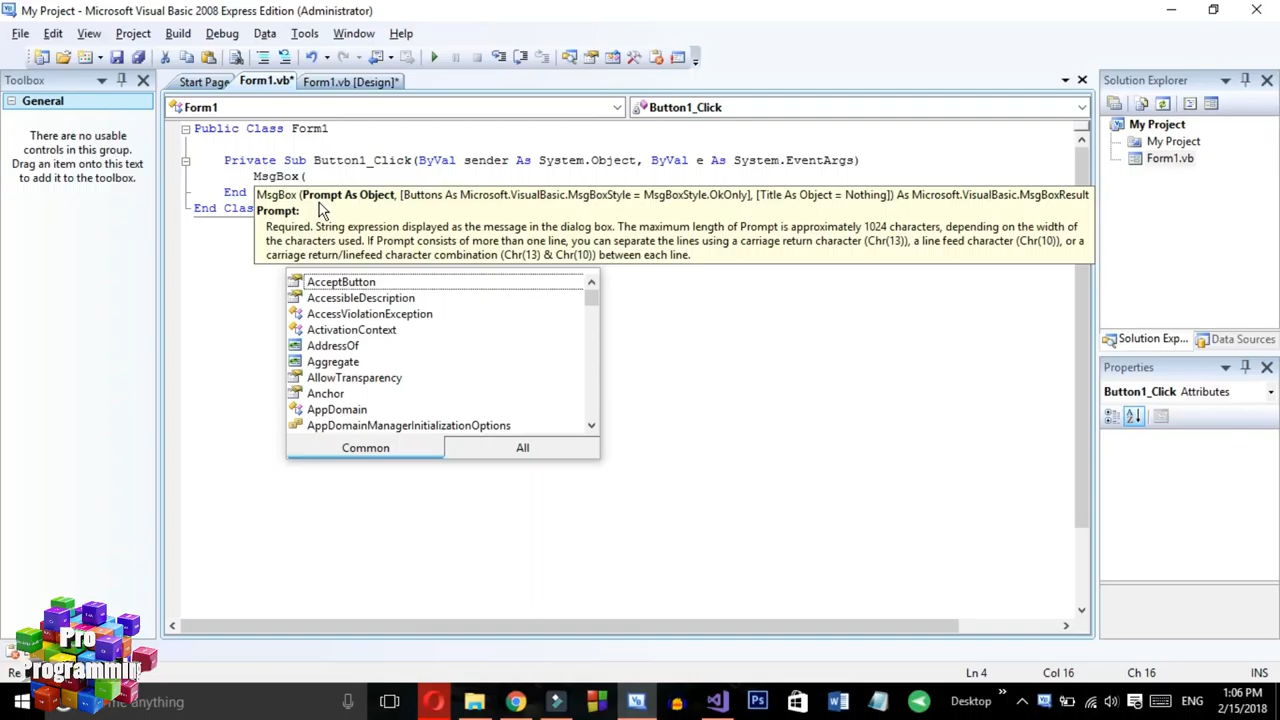 My Project - Microsoft Visual Basic 2008 Express Edition (Administrator)
File Edit View Project Build Debug Data Tools Window Help
Toolbox
General
There are no usable
controls in this group.
Drag an item onto this text
to add it to the toolbox.
Start Page Form1.vb* Form1.vb [Design]*
Form1 Button1_Click
Public Class Form1
Private Sub Button1_Click(ByVal sender As System.Object, ByVal e As System.EventArgs)
MsgBox(
End
End Clas
MsgBox (Prompt As Object, [Buttons As Microsoft.VisualBasic.MsgBoxStyle = MsgBoxStyle.OkOnly], [Title As Object = Nothing]) As Microsoft.VisualBasic.MsgBoxResult
Prompt:
Required. String expression displayed as the message in the dialog box. The maximum length of Prompt is approximately 1024 characters, depending on the width of
the characters used. If Prompt consists of more than one line, you can separate the lines using a carriage return character (Chr(13)), a line feed character (Chr(10)), or a
carriage return/linefeed character combination (Chr(13) & Chr(10)) between each line.
AcceptButton
AccessibleDescription
AccessViolationException
ActivationContext
AddressOf
Aggregate
AllowTransparency
Anchor
AppDomain
AppDomainManagerInitializationOptions
Common All
Solution Explorer
My Project
My Project
Form1.vb
Solution Exp... Data Sources
Properties
Button1_Click Attributes
Pro
Programming
Re
Ln 4 Col 16 Ch 16 INS
me anything
Desktop
ENG
1:06 PM
2/15/2018